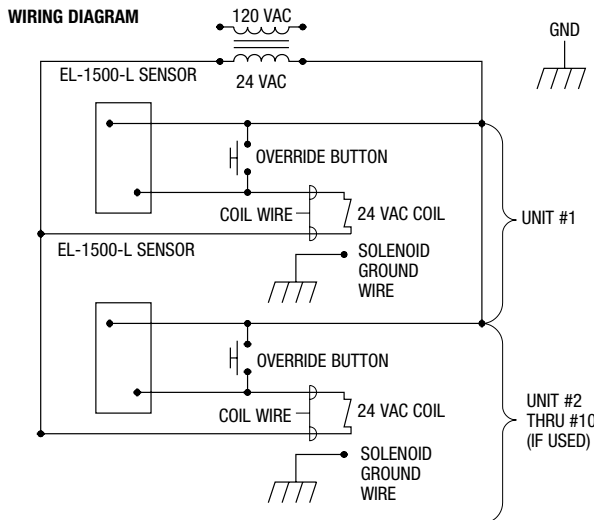 WIRING DIAGRAM
120 VAC
GND
EL-1500-L SENSOR
24 VAC
OVERRIDE BUTTON
COIL WIRE
24 VAC COIL
UNIT #1
EL-1500-L SENSOR
SOLENOID
GROUND
WIRE
OVERRIDE BUTTON
COIL WIRE
24 VAC COIL
UNIT #2
THRU #10
(IF USED)
SOLENOID
GROUND
WIRE